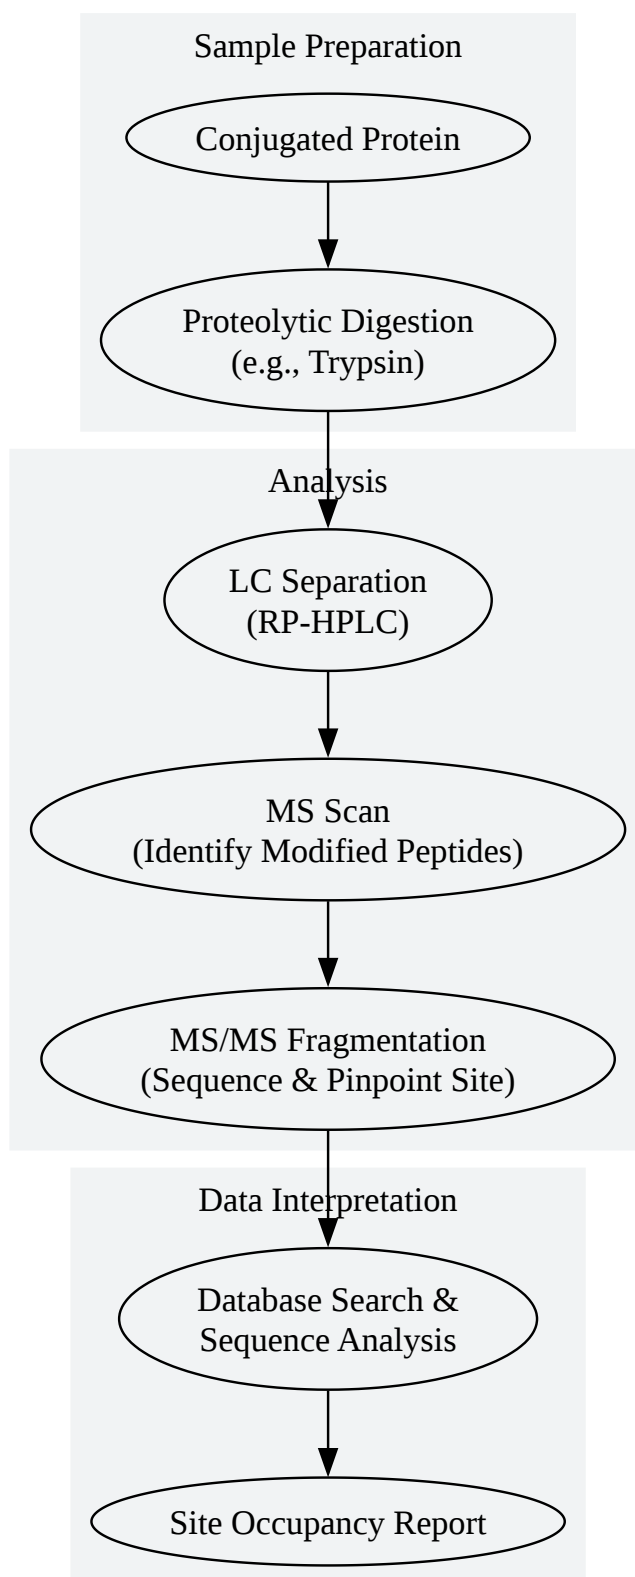 Sample Preparation
Conjugated Protein
Proteolytic Digestion
(e.g., Trypsin)
Analysis
LC Separation
(RP-HPLC)
MS Scan
(Identify Modified Peptides)
MS/MS Fragmentation
(Sequence & Pinpoint Site)
Data Interpretation
Database Search &
Sequence Analysis
Site Occupancy Report